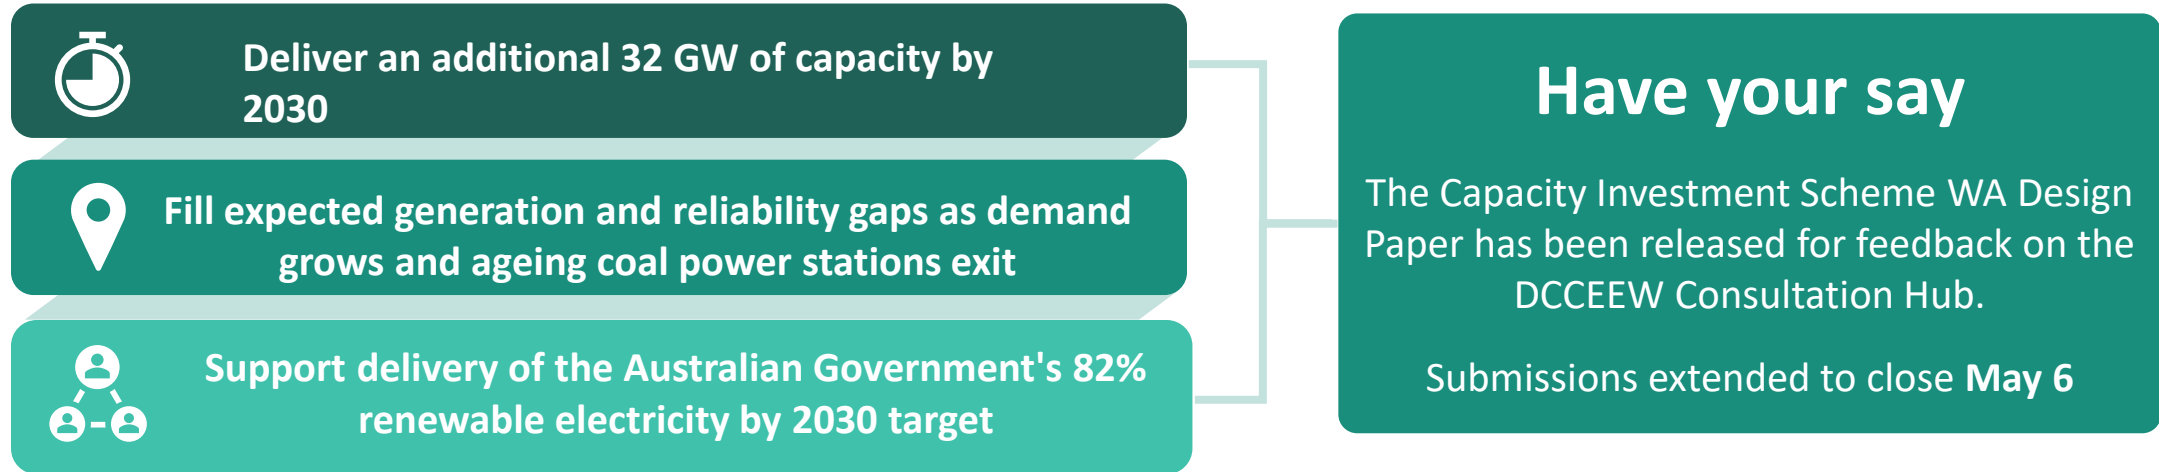 Deliver an additional 32 GW of capacity by
2030
Fill expected generation and reliability gaps as demand
grows and ageing coal power stations exit
Support delivery of the Australian Government's 82%
renewable electricity by 2030 target
Have your say
The Capacity Investment Scheme WA Design
Paper has been released for feedback on the
DCCEEW Consultation Hub.
Submissions extended to close May 6